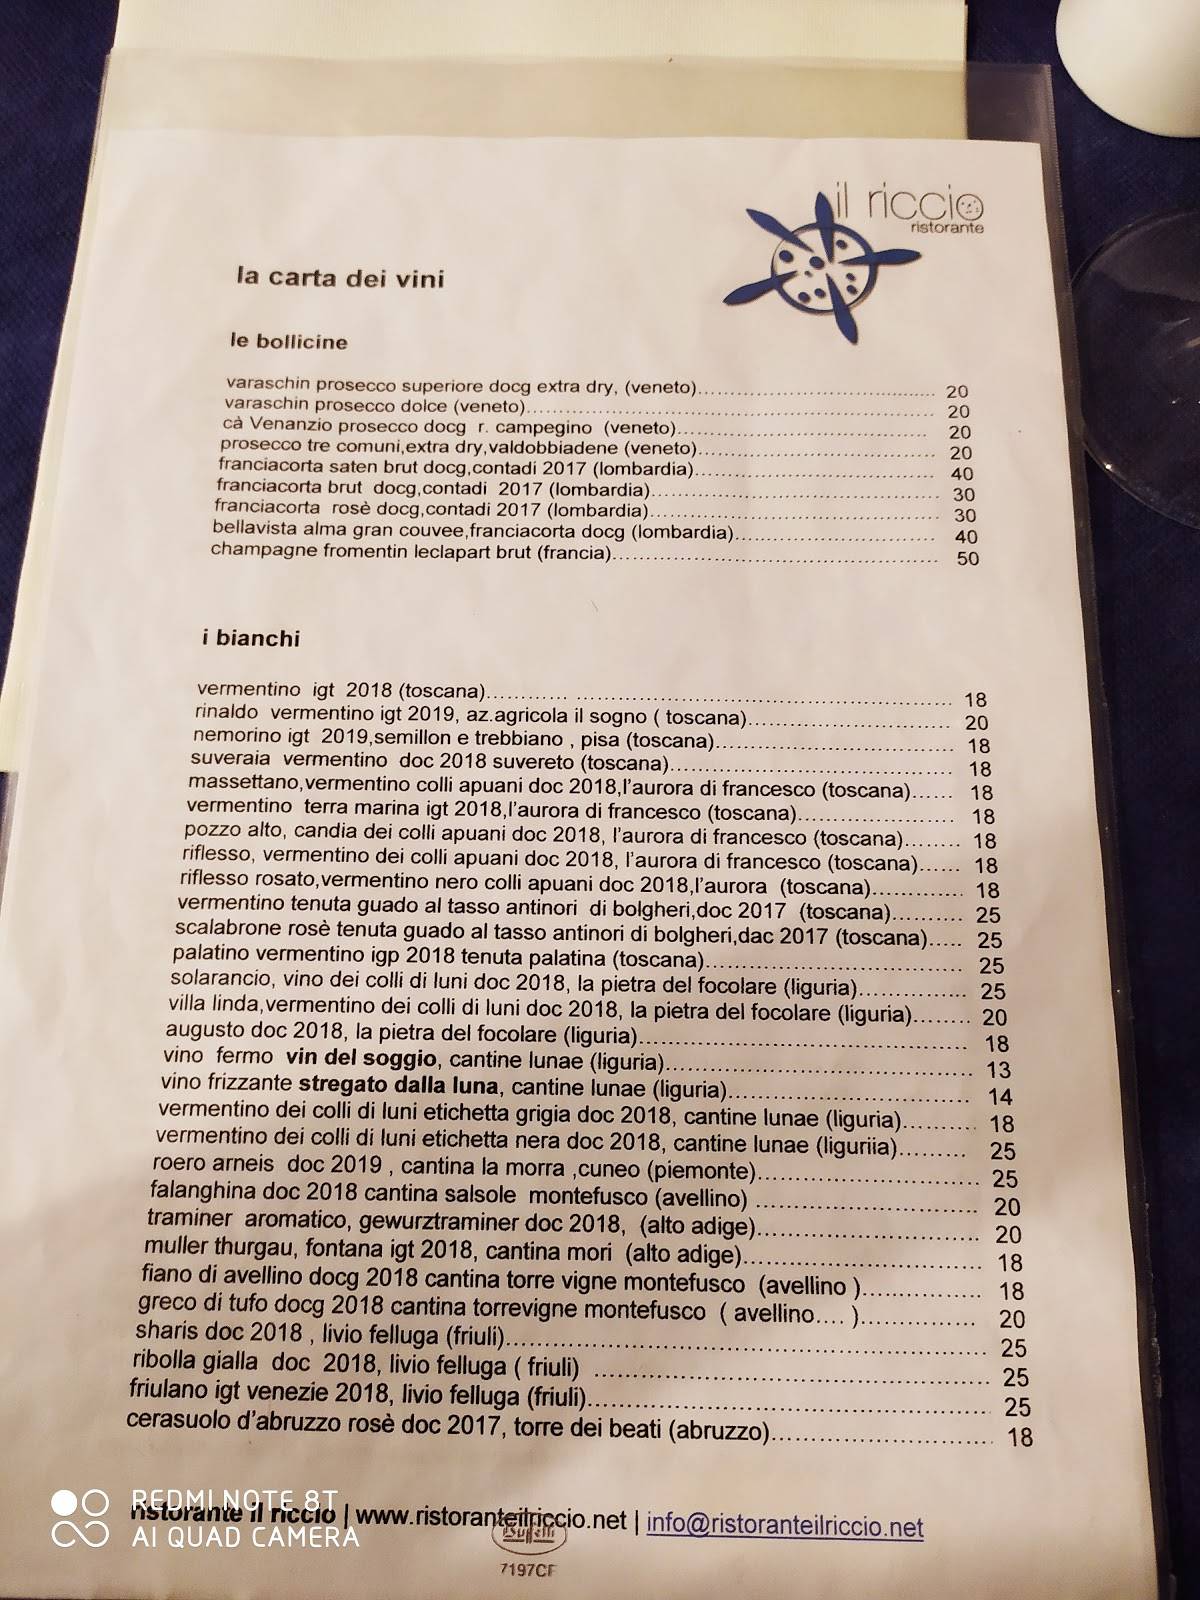 il riccio
ristorante
la carta dei vini
le bollicine
varaschin prosecco superiore docg extra dry, (veneto)........................................ 20
varaschin prosecco dolce (veneto)........................................ 20
cà Venanzio prosecco docg r. campegino (veneto)........................................ 20
prosecco tre comuni,extra dry,valdobbiadene (veneto)........................................ 20
franciacorta saten brut docg,contadi 2017 (lombardia)........................................ 40
franciacorta brut docg,contadi 2017 (lombardia)........................................ 30
franciacorta rosè docg,contadi 2017 (lombardia)........................................ 30
bellavista alma gran couvee,franciacorta docg (lombardia)................................ 40
champagne fromentin leclapart brut (francia)........................................ 50
i bianchi
vermentino igt 2018 (toscana)............. ........................................ 18
rinaldo vermentino igt 2019, az.agricola il sogno ( toscana)................................ 20
nemorino igt 2019,semillon e trebbiano , pisa (toscana)................................ 18
suveraia vermentino doc 2018 suvereto (toscana)........................................ 18
massettano,vermentino colli apuani doc 2018,l'aurora di francesco (toscana)...... 18
vermentino terra marina igt 2018,l'aurora di francesco (toscana)........................ 18
pozzo alto, candia dei colli apuani doc 2018, l'aurora di francesco (toscana)........ 18
riflesso, vermentino dei colli apuani doc 2018, l'aurora di francesco (toscana)...... 18
riflesso rosato,vermentino nero colli apuani doc 2018,l'aurora (toscana)............. 18
vermentino tenuta guado al tasso antinori di bolgheri,doc 2017 (toscana).......... 25
scalabrone rosè tenuta guado al tasso antinori di bolgheri,dac 2017 (toscana)..... 25
palatino vermentino igp 2018 tenuta palatina (toscana)................................ 25
solarancio, vino dei colli di luni doc 2018, la pietra del focolare (liguria)............... 25
villa linda,vermentino dei colli di luni doc 2018, la pietra del focolare (liguria)........ 20
augusto doc 2018, la pietra del focolare (liguria)........................................ 18
vino fermo vin del soggio, cantine lunae (liguria)........................................ 13
vino frizzante stregato dalla luna, cantine lunae (liguria)................................ 14
vermentino dei colli di luni etichetta grigia doc 2018, cantine lunae (liguria).......... 18
vermentino dei colli di luni etichetta nera doc 2018, cantine lunae (liguriia)......... 25
roero arneis doc 2019 , cantina la morra ,cuneo (piemonte)................................ 25
falanghina doc 2018 cantina salsole montefusco (avellino) ................................ 20
traminer aromatico, gewurztraminer doc 2018, (alto adige)................................ 20
muller thurgau, fontana igt 2018, cantina mori (alto adige)................................ 18
fiano di avellino docg 2018 cantina torre vigne montefusco (avellino )................. 18
greco di tufo docg 2018 cantina torrevigne montefusco ( avellino.... )................. 20
sharis doc 2018 , livio felluga (friuli)........................................ 25
ribolla gialla doc 2018, livio felluga ( friuli) ........................................ 25
friulano igt venezie 2018, livio felluga (friuli)........................................ 25
cerasuolo d'abruzzo rosè doc 2017, torre dei beati (abruzzo)................................ 18
ristorante il riccio | www.ristoranteilriccio.net | info@ristoranteilriccio.net
REDMI NOTE 8T
AI QUAD CAMERA
Buffetti
7197CF